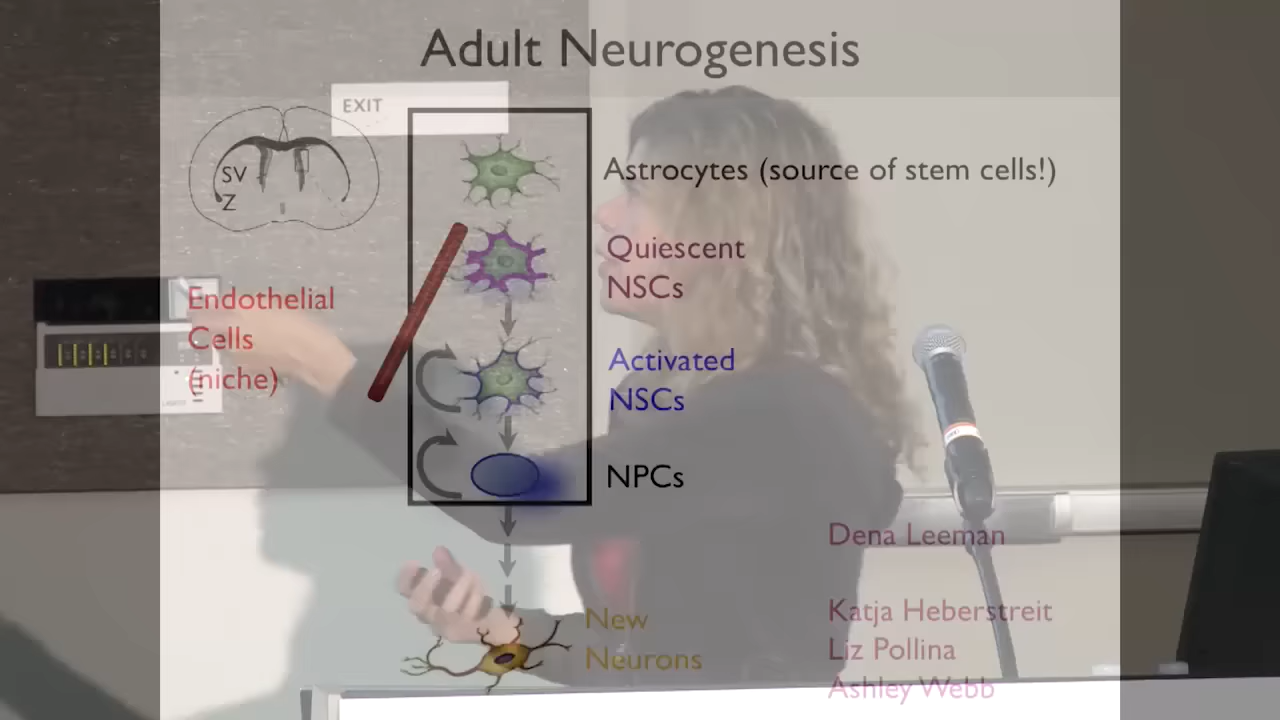 Adult Neurogenesis
EXIT
SV
Z
Astrocytes (source of stem cells!)
Quiescent
NSCs
Endothelial
Cells
(niche)
Activated
NSCs
NPCs
Dena Leeman
New
Neurons
Katja Heberstreit
Liz Pollina
Ashley Webb